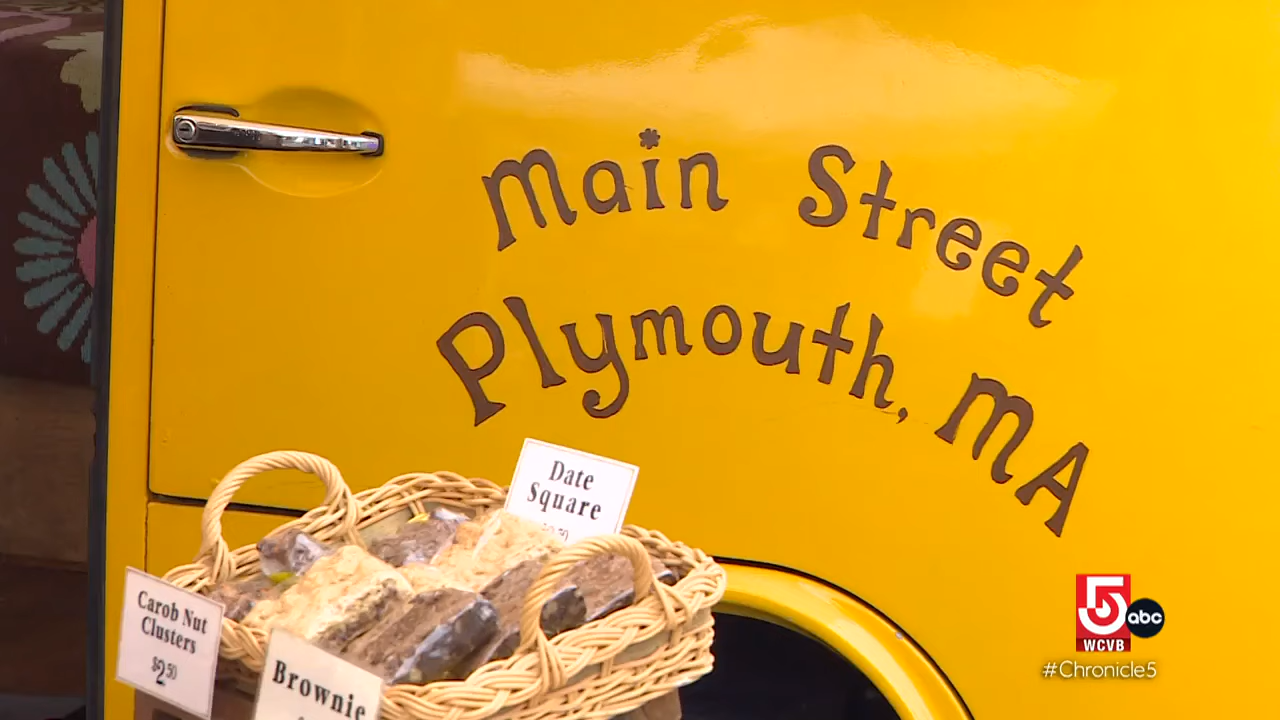 Main Street
Plymouth, MA
Date
Square
Carob Nut
Clusters
$2.50
Brownie
5
abc
WCVB
#Chronicle5